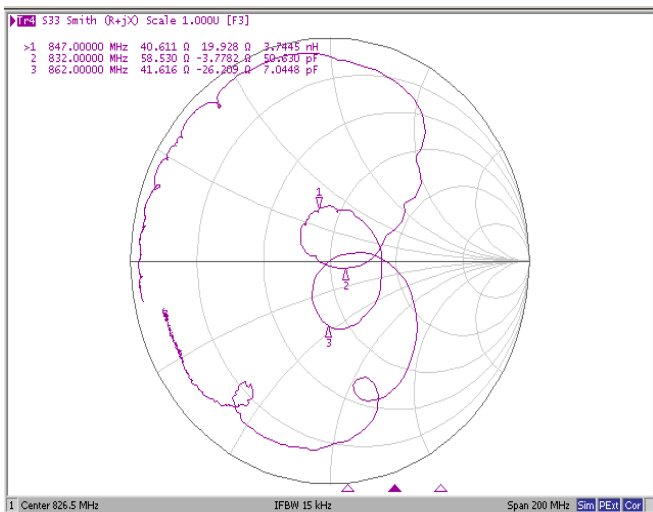 Tr4 S33 Smith (R+jX) Scale 1.000U [F3]
>1 847.00000 MHz 40.611 Ω 19.928 Ω 3.7445 nH
2 832.00000 MHz 58.530 Ω -3.7782 Ω 50.630 pF
3 862.00000 MHz 41.616 Ω -26.209 Ω 7.0448 pF
1
2
3
1 Center 826.5 MHz IFBW 15 kHz Span 200 MHz Sim PExt Cor